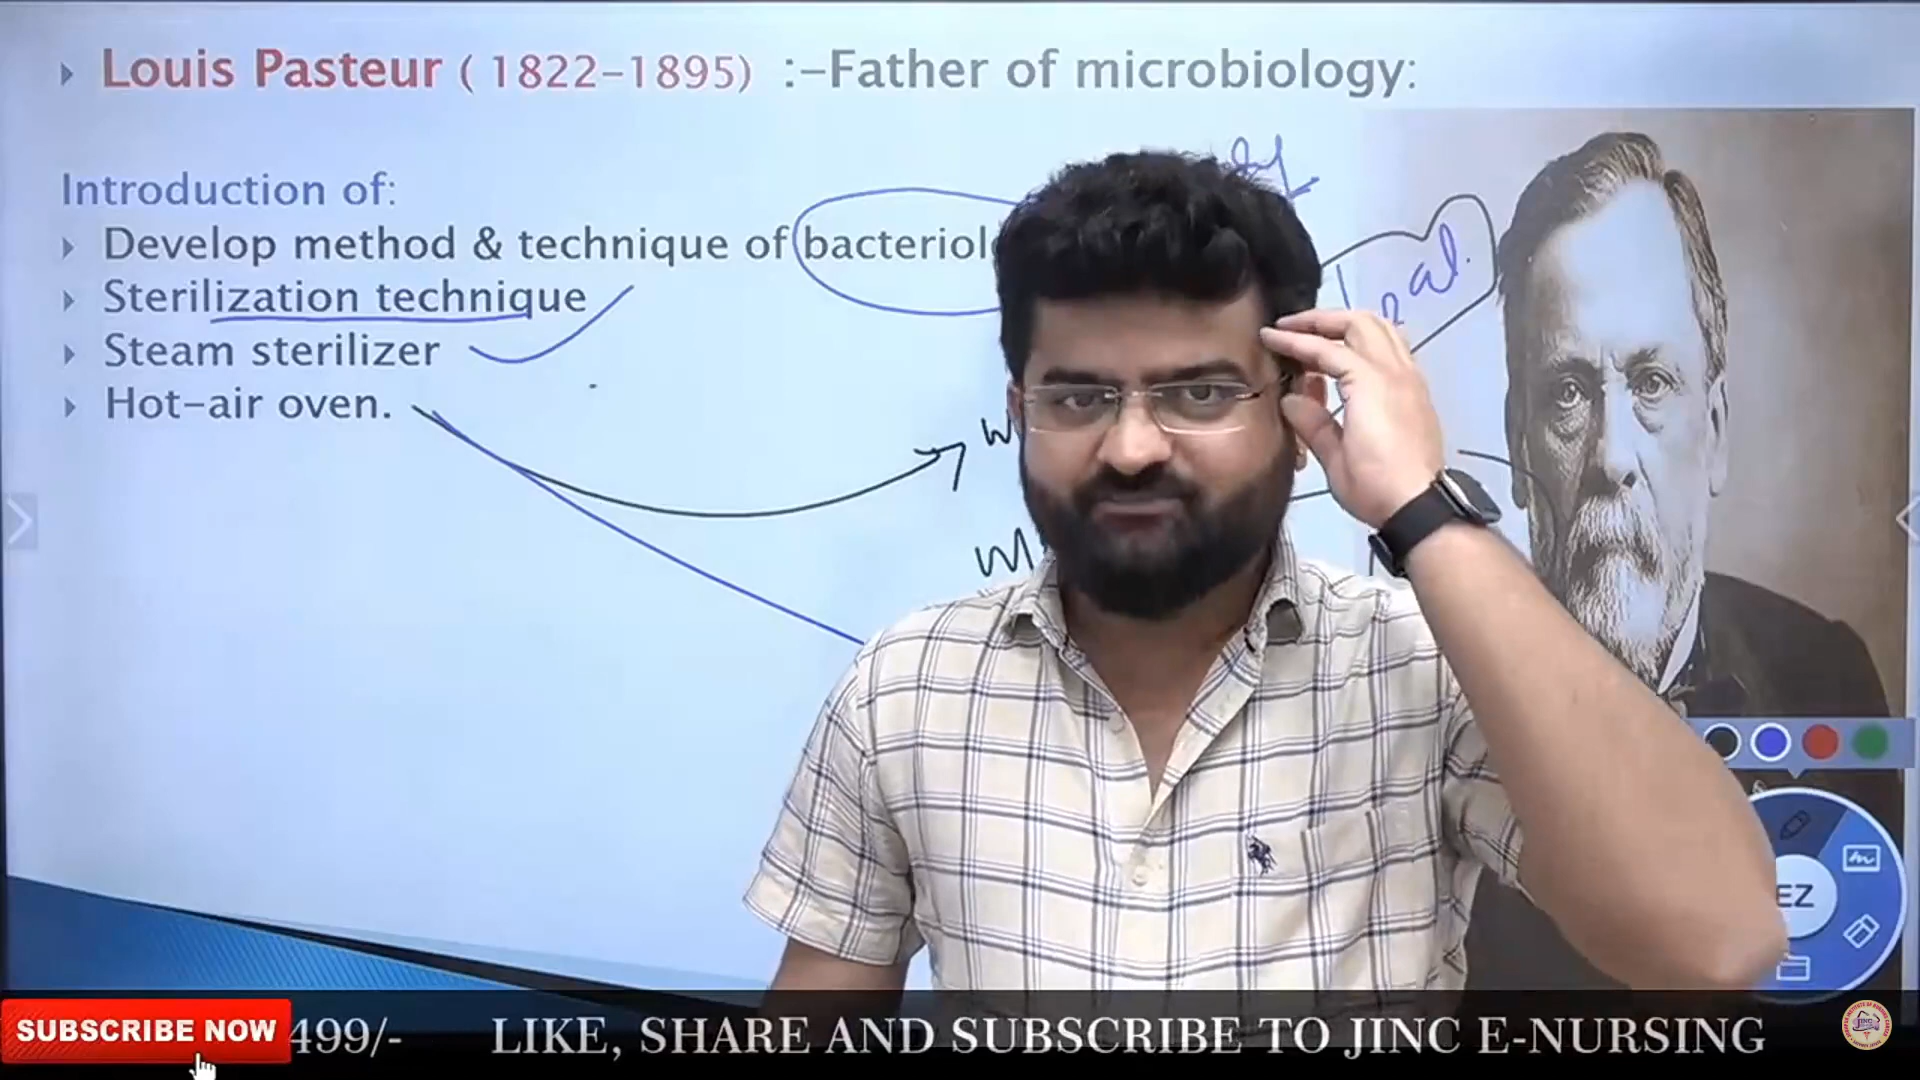 Louis Pasteur ( 1822-1895) :-Father of microbiology:
Introduction of:
Develop method & technique of bacteriol
Sterilization technique
Steam sterilizer
Hot-air oven.
EZ
SUBSCRIBE NOW 499/- LIKE, SHARE AND SUBSCRIBE TO JINC E-NURSING